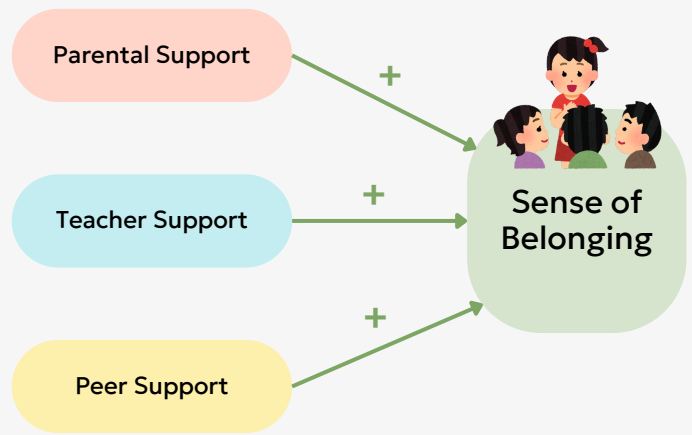 Parental Support
+
Teacher Support
+
Peer Support
+
Sense of
Belonging